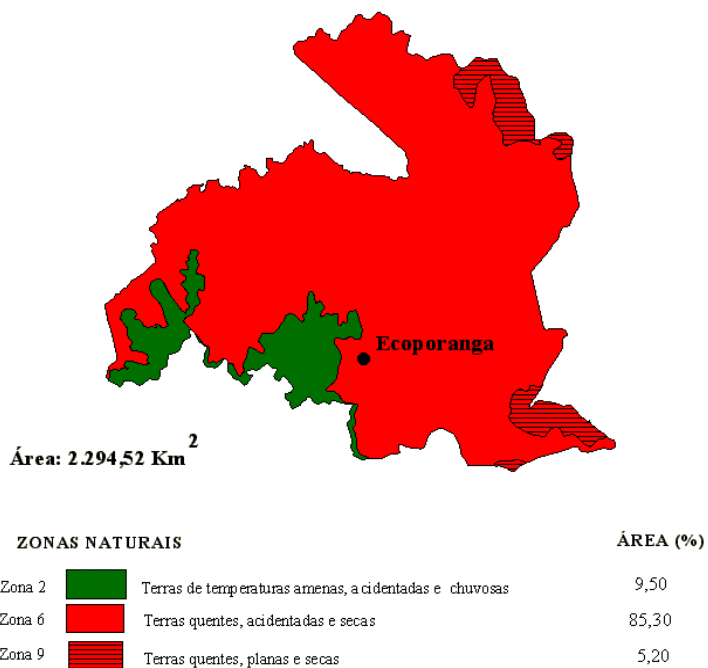 Ecoporanga
Área: 2.294,52 Km2
ZONAS NATURAIS ÁREA (%)
Zona 2 Terras de temperaturas amenas, acidentadas e chuvosas 9,50
Zona 6 Terras quentes, acidentadas e secas 85,30
Zona 9 Terras quentes, planas e secas 5,20